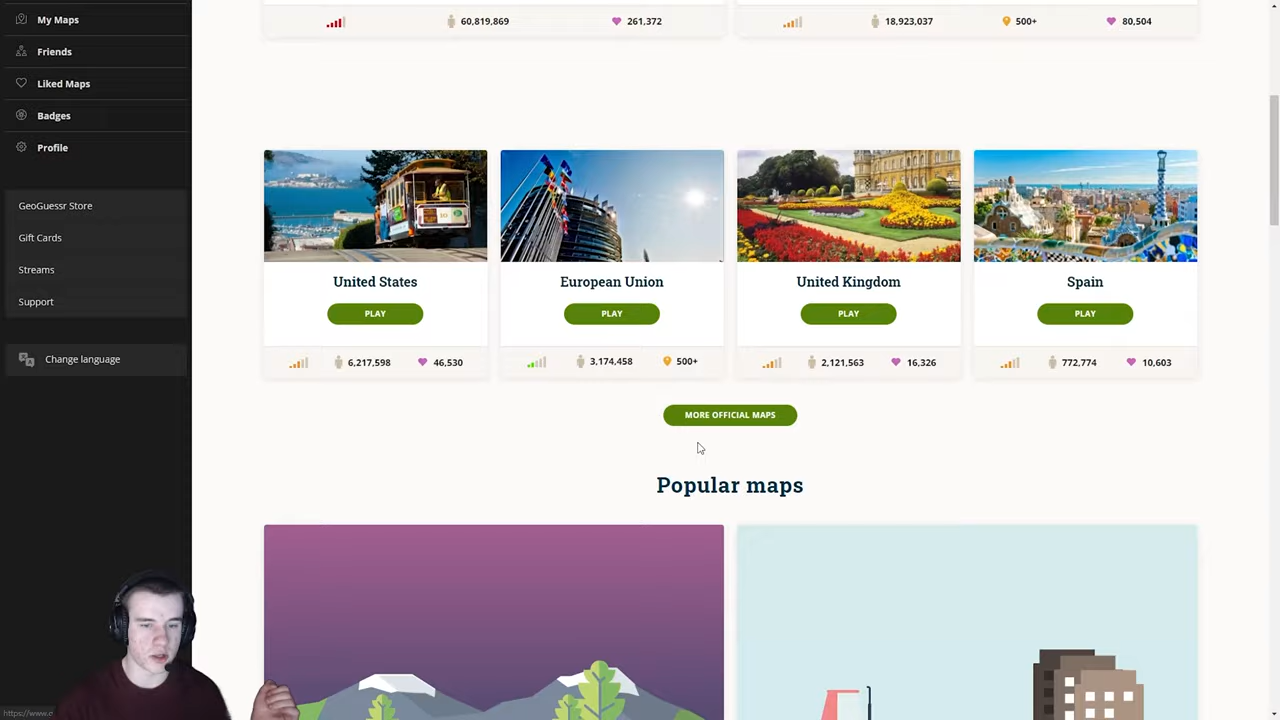 My Maps
Friends
Liked Maps
Badges
Profile
GeoGuessr Store
Gift Cards
Streams
Support
Change language
60,819,869 261,372
18,923,037 500+ 80,504
United States
PLAY
6,217,598 46,530
European Union
PLAY
3,174,458 500+
United Kingdom
PLAY
2,121,563 16,326
Spain
PLAY
772,774 10,603
MORE OFFICIAL MAPS
Popular maps
https://www.